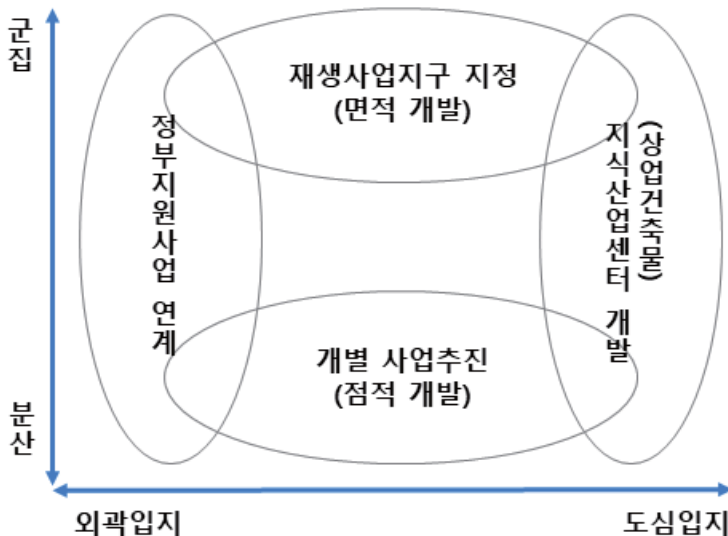 군집
재생사업지구 지정
(면적 개발)
정부지원사업 연계
(상업건축물)
지식산업센터 개발
개별 사업추진
(점적 개발)
분산
외곽입지
도심입지